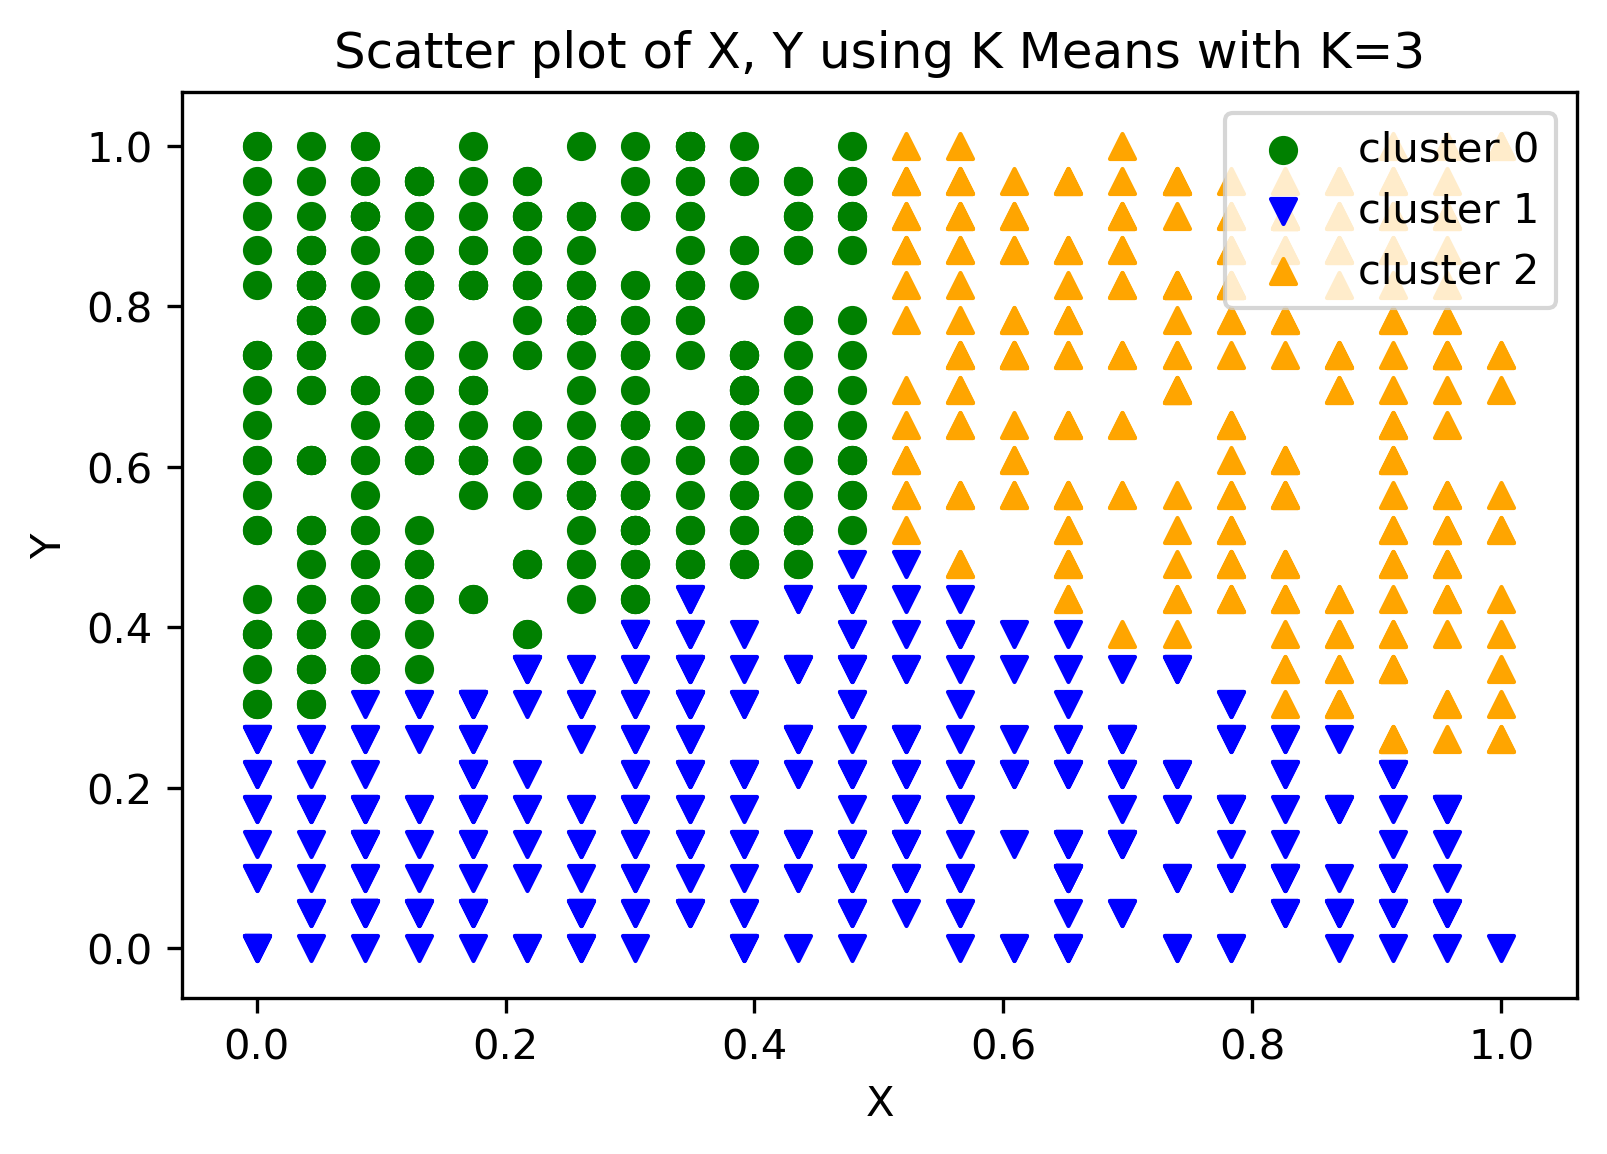 Scatter plot of X, Y using K Means with K=3
cluster 0
cluster 1
cluster 2
1.0
0.8
0.6
0.4
0.2
0.0
Y
0.0 0.2 0.4 0.6 0.8 1.0
X